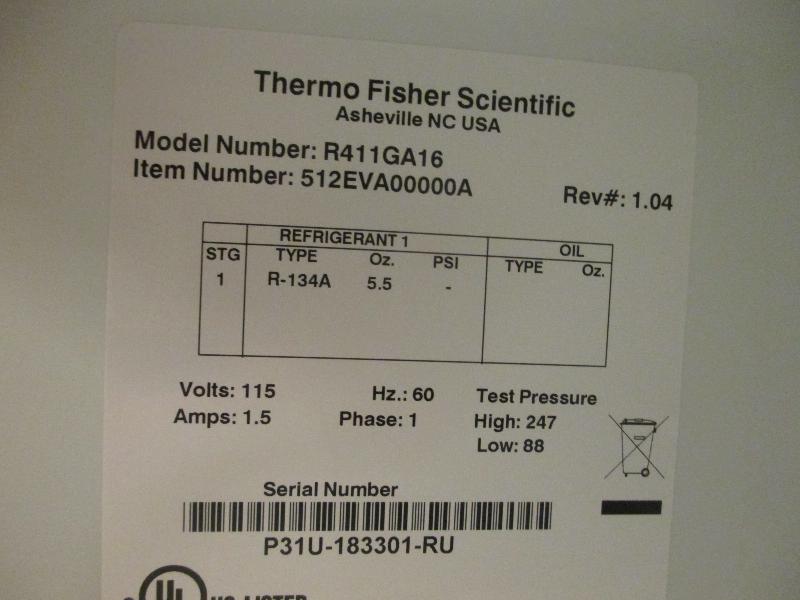 Thermo Fisher Scientific
Asheville NC USA
Model Number: R411GA16
Item Number: 512EVA00000A
Rev#: 1.04
REFRIGERANT 1 OIL
STG TYPE Oz. PSI TYPE Oz.
1 R-134A 5.5 -
Volts: 115 Hz.: 60 Test Pressure
Amps: 1.5 Phase: 1 High: 247
Low: 88
Serial Number
P31U-183301-RU
UL LISTED